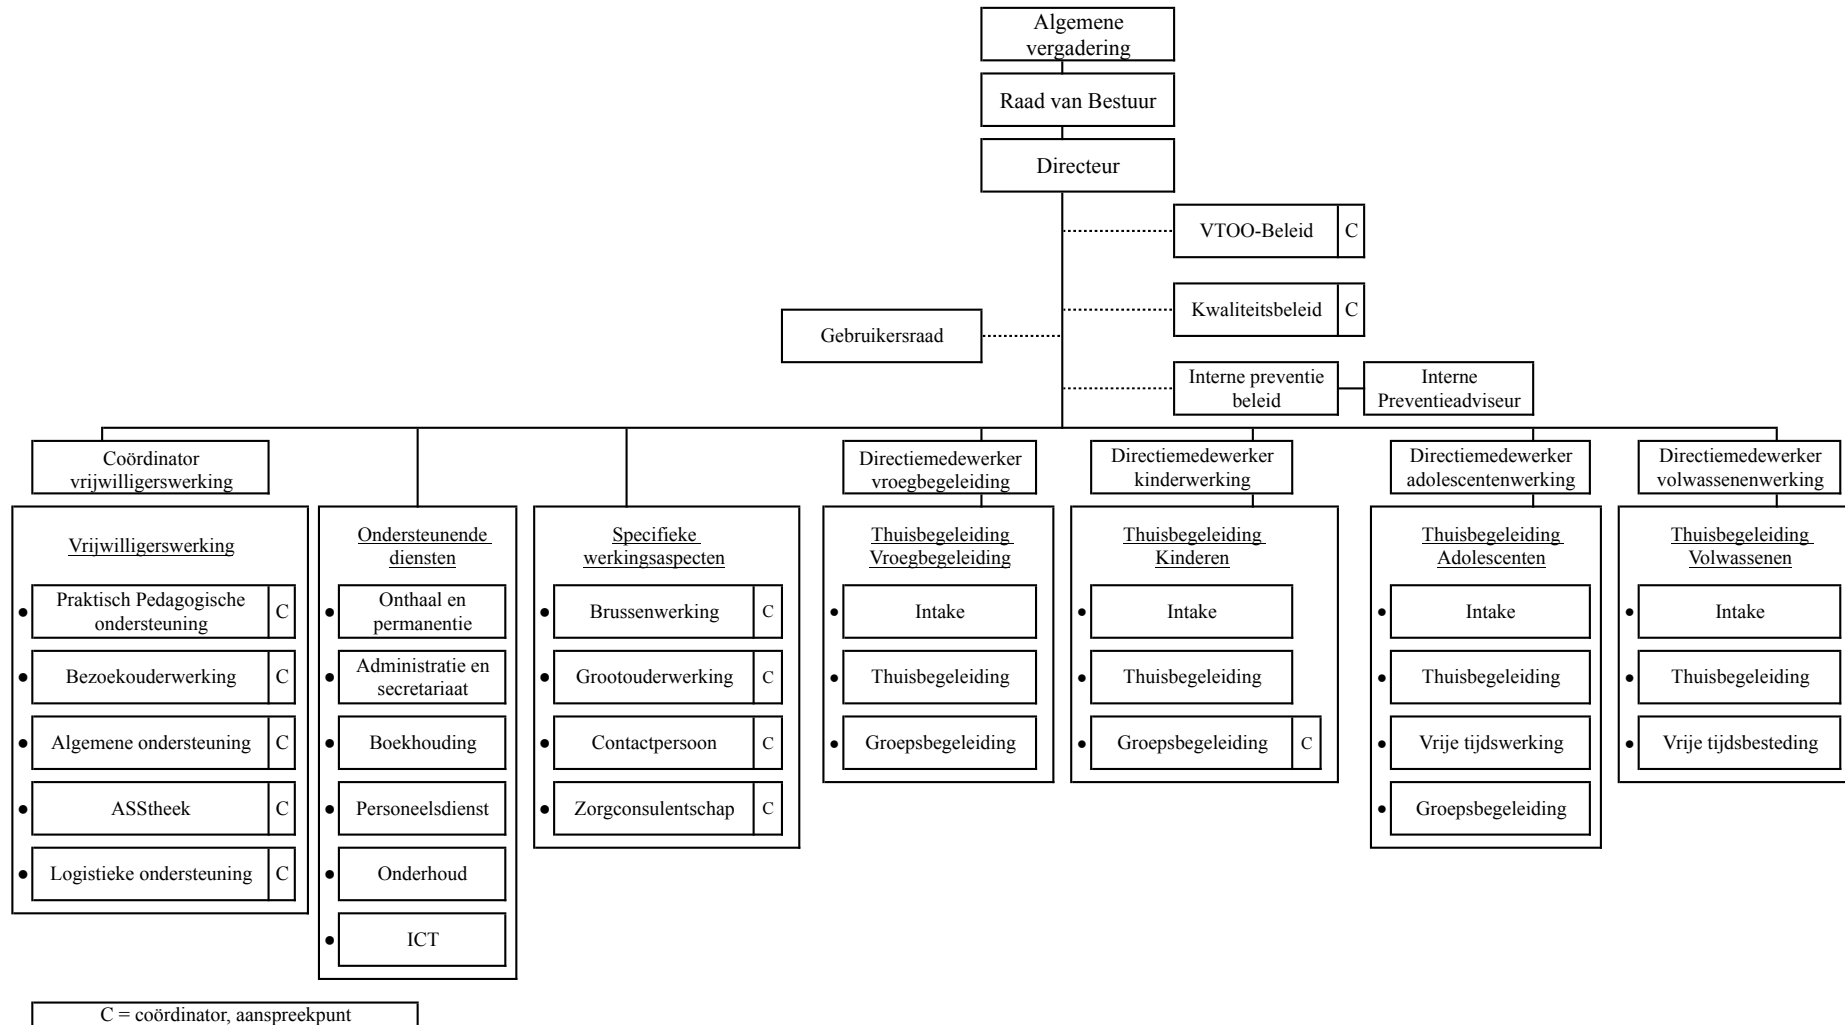 Algemene
vergadering
Raad van Bestuur
Directeur
VTOO-Beleid C
Kwaliteitsbeleid C
Gebruikersraad
Interne preventie
beleid
Interne
Preventieadviseur
Coördinator
vrijwilligerswerking
Directiemedewerker
vroegbegeleiding
Directiemedewerker
kinderwerking
Directiemedewerker
adolescentenwerking
Directiemedewerker
volwassenenwerking
Vrijwilligerswerking
• Praktisch Pedagogische
ondersteuning C
• Bezoekouderwerking C
• Algemene ondersteuning C
• ASStheek C
• Logistieke ondersteuning C
Ondersteunende
diensten
• Onthaal en
permanentie
• Administratie en
secretariaat
• Boekhouding
• Personeelsdienst
• Onderhoud
• ICT
Specifieke
werkingsaspecten
• Brussenwerking C
• Grootouderwerking C
• Contactpersoon C
• Zorgconsulentschap C
Thuisbegeleiding
Vroegbegeleiding
• Intake
• Thuisbegeleiding
• Groepsbegeleiding
Thuisbegeleiding
Kinderen
• Intake
• Thuisbegeleiding
• Groepsbegeleiding C
Thuisbegeleiding
Adolescenten
• Intake
• Thuisbegeleiding
• Vrije tijdswerking
• Groepsbegeleiding
Thuisbegeleiding
Volwassenen
• Intake
• Thuisbegeleiding
• Vrije tijdsbesteding
C = coördinator, aanspreekpunt